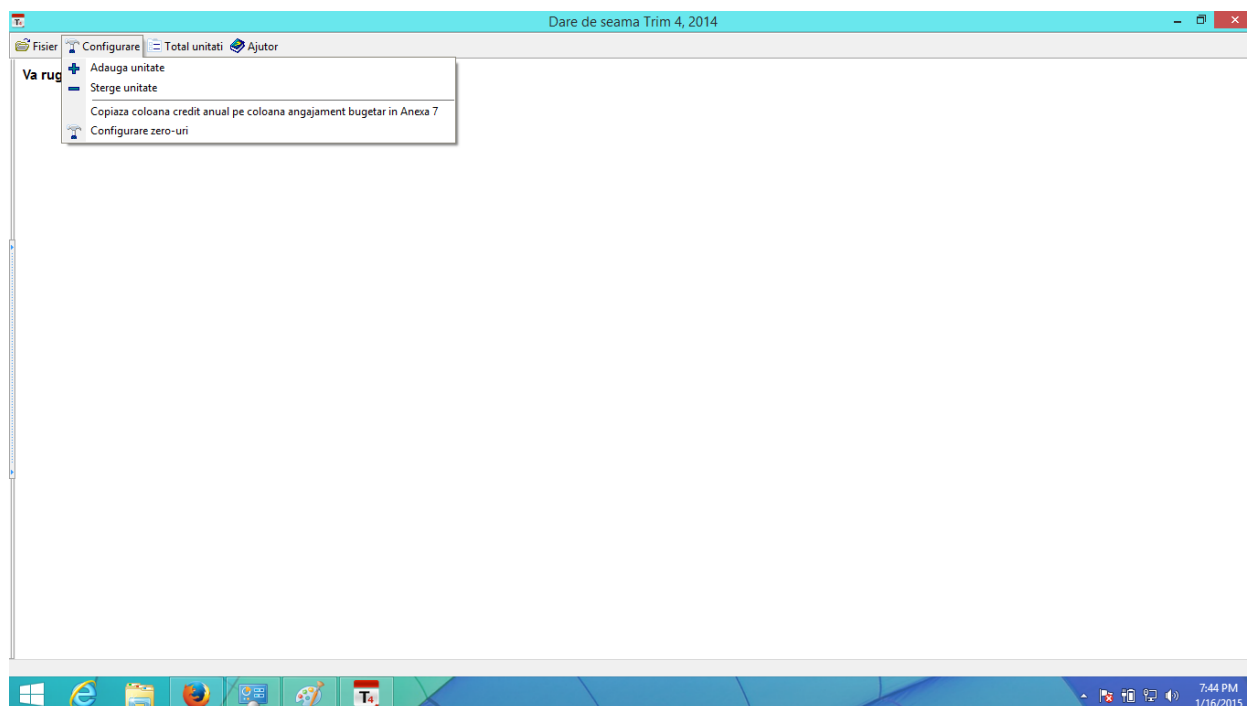 Dare de seama Trim 4, 2014
Fisier Configurare Total unitati Ajutor
Va rug
Adauga unitate
Sterge unitate
Copiaza coloana credit anual pe coloana angajament bugetar in Anexa 7
Configurare zero-uri
T4
7:44 PM
1/16/2015